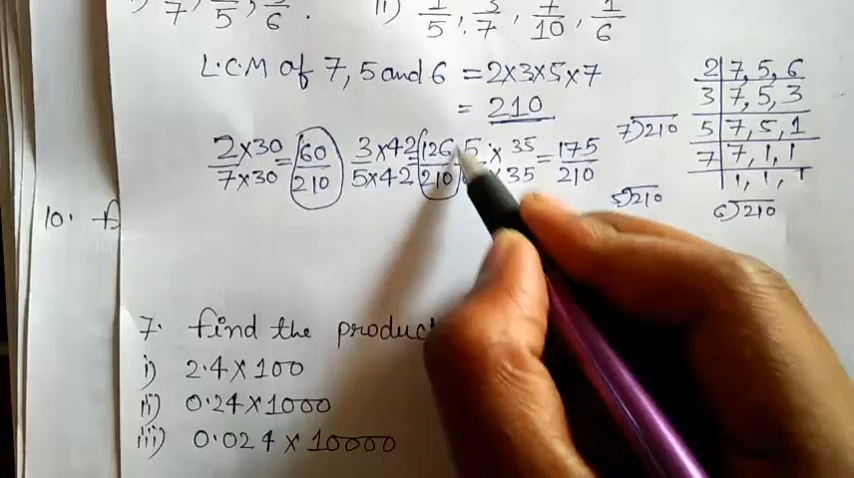 7, 5, 6. ii) 1/5, 3/7, 7/10, 1/6
L.C.M of 7, 5 and 6 = 2×3×5×7
= 210
2×30/7×30 = 60/210 3×42/5×42 = 126/210 5 × 35/×35 = 175/210
2 | 7, 5, 6
3 | 7, 5, 3
5 | 7, 5, 1
7 | 7, 1, 1
1, 1, 1
7)210
5)210
6)210
10.
7. find the produc
i) 2.4×100
ii) 0.24×1000
iii) 0.024×10000